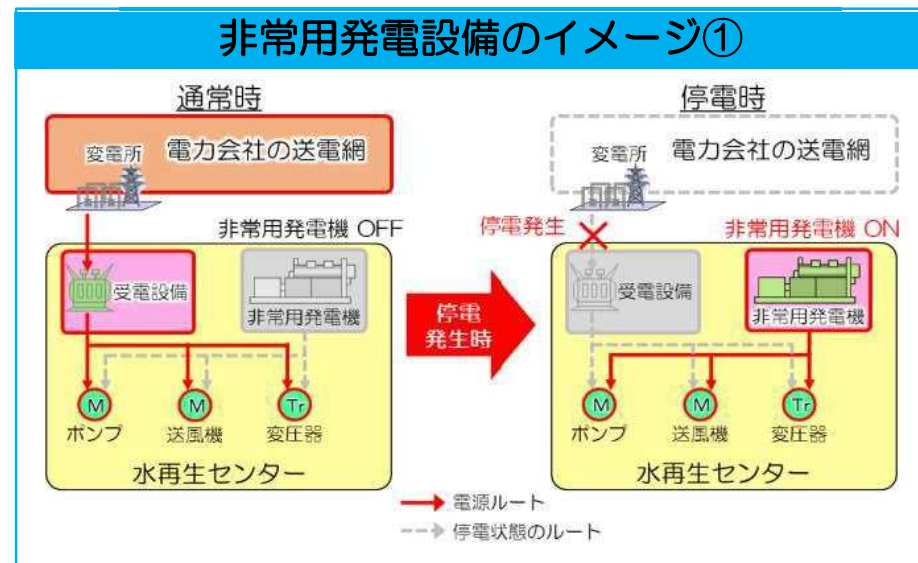 非常用発電設備のイメージ①
通常時
変電所 電力会社の送電網
非常用発電機 OFF
受電設備
非常用発電機
M
M
Tr
ポンプ
送風機
変圧器
水再生センター
停電
発生時
停電時
変電所 電力会社の送電網
停電発生
非常用発電機 ON
受電設備
非常用発電機
M
M
Tr
ポンプ
送風機
変圧器
水再生センター
電源ルート
停電状態のルート